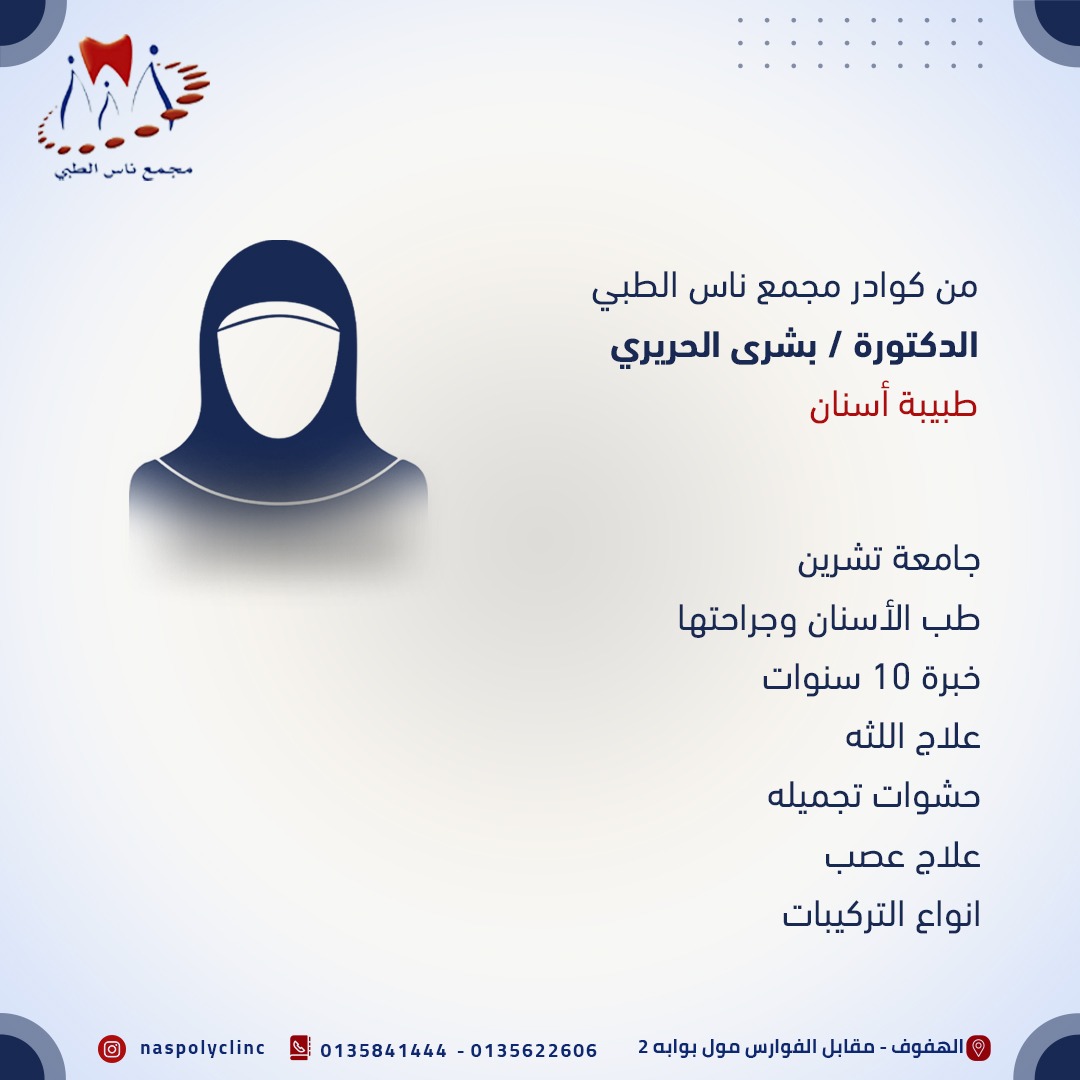 مجمع ناس الطبي
من كوادر مجمع ناس الطبي
الدكتورة / بشرى الحريري
طبيبة أسنان
جامعة تشرين
طب الأسنان وجراحتها
خبرة 10 سنوات
علاج اللثه
حشوات تجميله
علاج عصب
انواع التركيبات
الهفوف - مقابل الفوارس مول بوابه 2
0135841444 - 0135622606
naspolyclinc